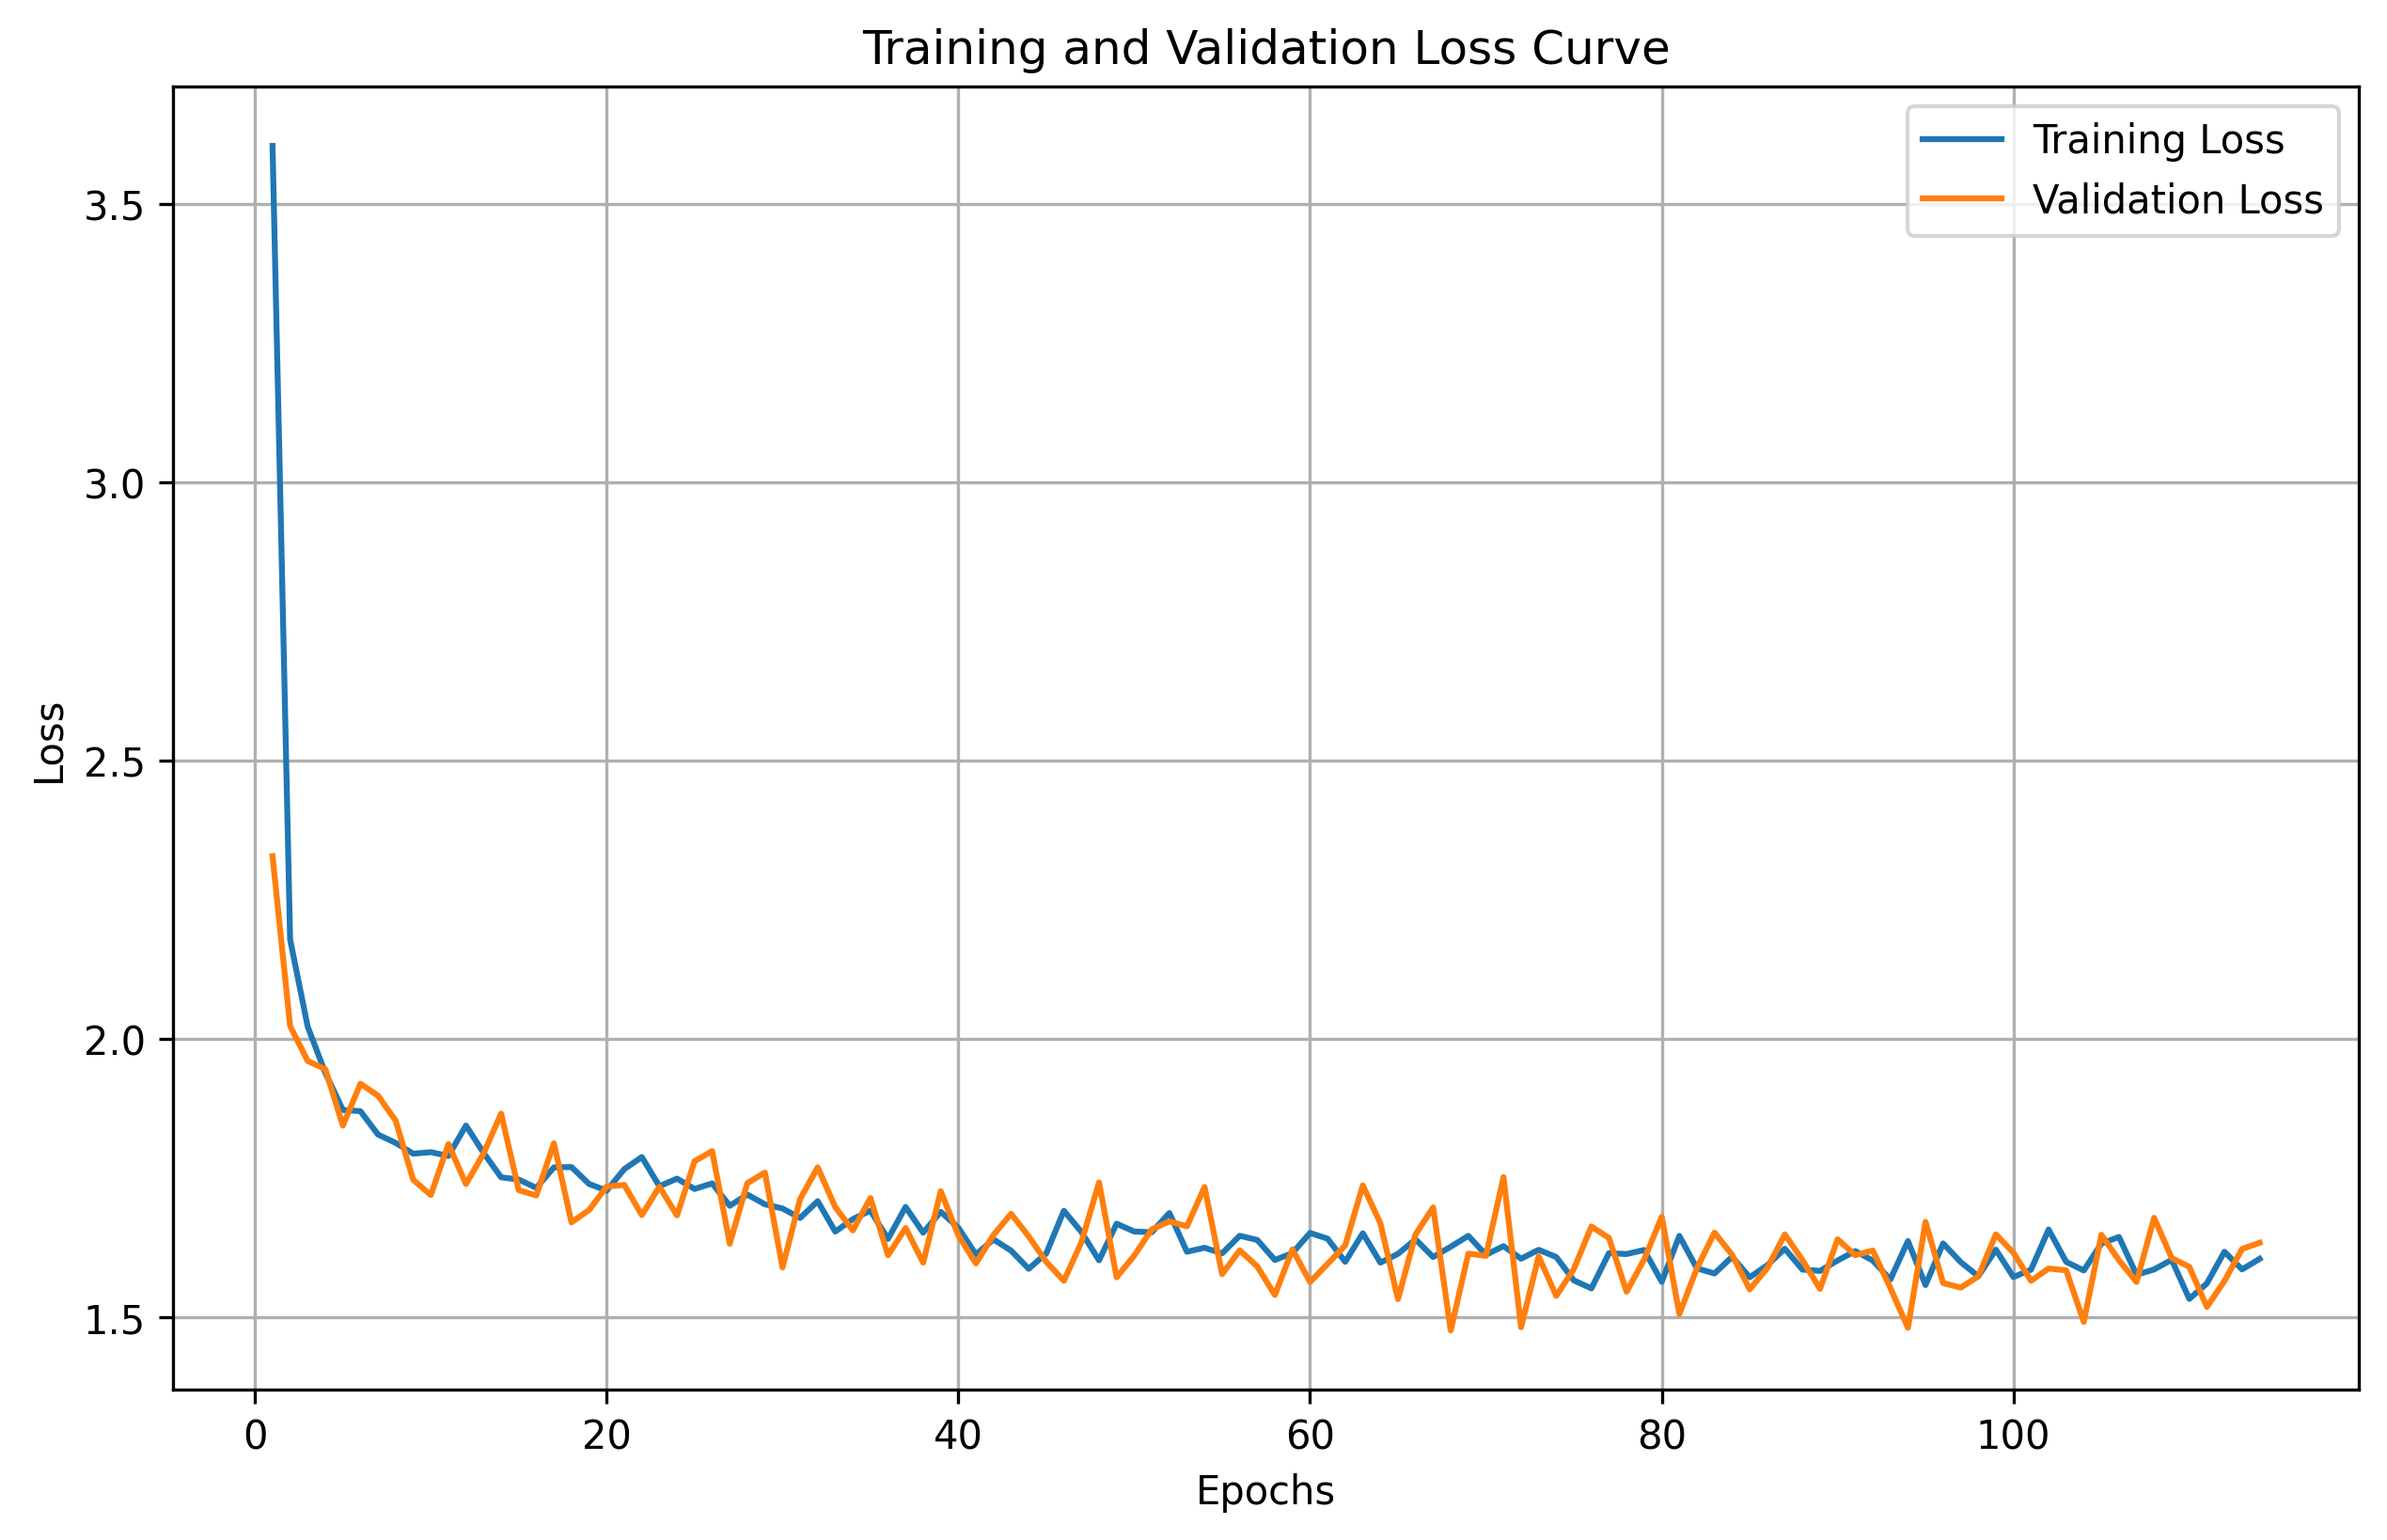 Training and Validation Loss Curve
Training Loss
Validation Loss
3.5
3.0
2.5
2.0
1.5
Loss
0 20 40 60 80 100
Epochs